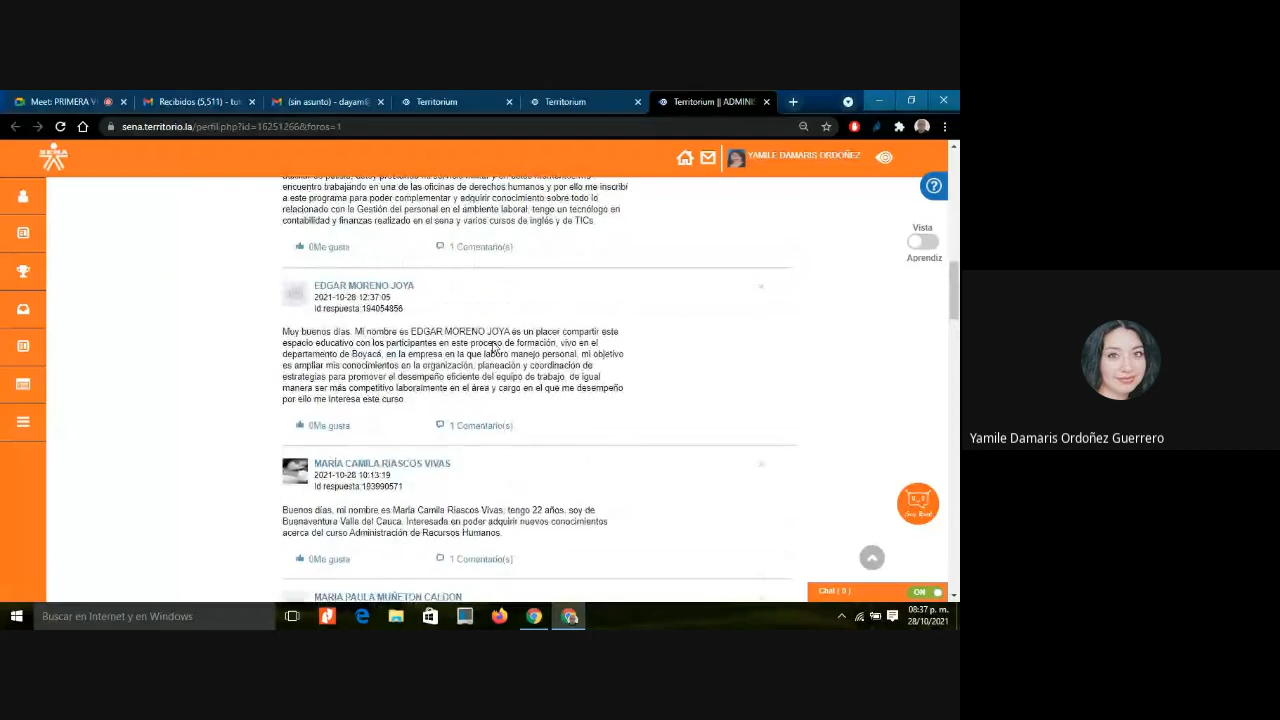 Meet: PRIMERA V
Recibidos (5,511) - tu
(sin asunto) - dayam@
Territorium
Territorium
Territorium || ADMINI
sena.territorio.la/perfil.php?id=16251266&foros=1
SENA
YAMILE DAMARIS ORDOÑEZ
Vista
Aprendiz
encuentro trabajando en una de las oficinas de derechos humanos y por ello me inscribí
a este programa para poder complementar y adquirir conocimiento sobre todo lo
relacionado con la Gestión del personal en el ambiente laboral, tengo un tecnólogo en
contabilidad y finanzas realizado en el sena y varios cursos de inglés y de TICs.
0Me gusta
1 Comentario(s)
EDGAR MORENO JOYA
2021-10-28 12:37:05
Id respuesta:194054856
Muy buenos días. Mi nombre es EDGAR MORENO JOYA es un placer compartir este
espacio educativo con los participantes en este proceso de formación, vivo en el
departamento de Boyacá, en la empresa en la que laboro manejo personal, mi objetivo
es ampliar mis conocimientos en la organización, planeación y coordinación de
estrategias para promover el desempeño eficiente del equipo de trabajo, de igual
manera ser más competitivo laboralmente en el área y cargo en el que me desempeño
por ello me interesa este curso
0Me gusta
1 Comentario(s)
MARÍA CAMILA RIASCOS VIVAS
2021-10-28 10:13:19
Id respuesta:193990571
Buenos días, mi nombre es María Camila Riascos Vivas, tengo 22 años, soy de
Buenaventura Valle del Cauca. Interesada en poder adquirir nuevos conocimientos
acerca del curso Administración de Recursos Humanos.
0Me gusta
1 Comentario(s)
MARIA PAULA MUÑETON CALDON
Chat ( 0 )
ON
Buscar en Internet y en Windows
08:37 p. m.
28/10/2021
Yamile Damaris Ordoñez Guerrero